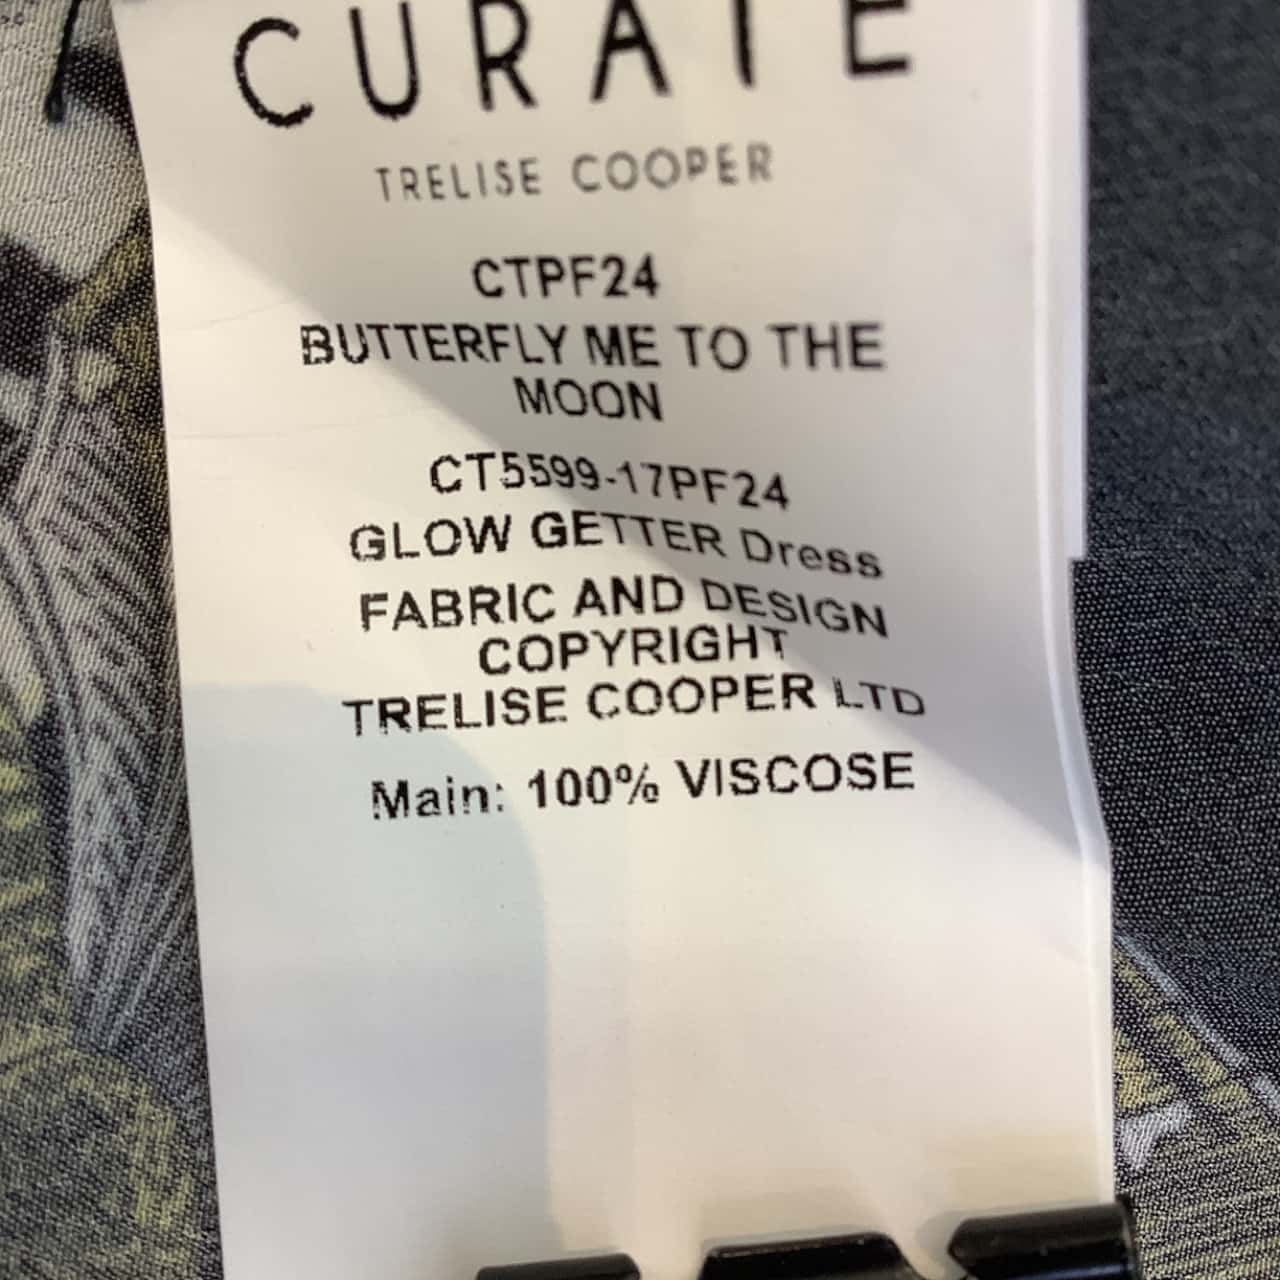 CURATE
TRELISE COOPER
CTPF24
BUTTERFLY ME TO THE
MOON
CT5599-17PF24
GLOW GETTER Dress
FABRIC AND DESIGN
COPYRIGHT
TRELISE COOPER LTD
Main: 100% VISCOSE